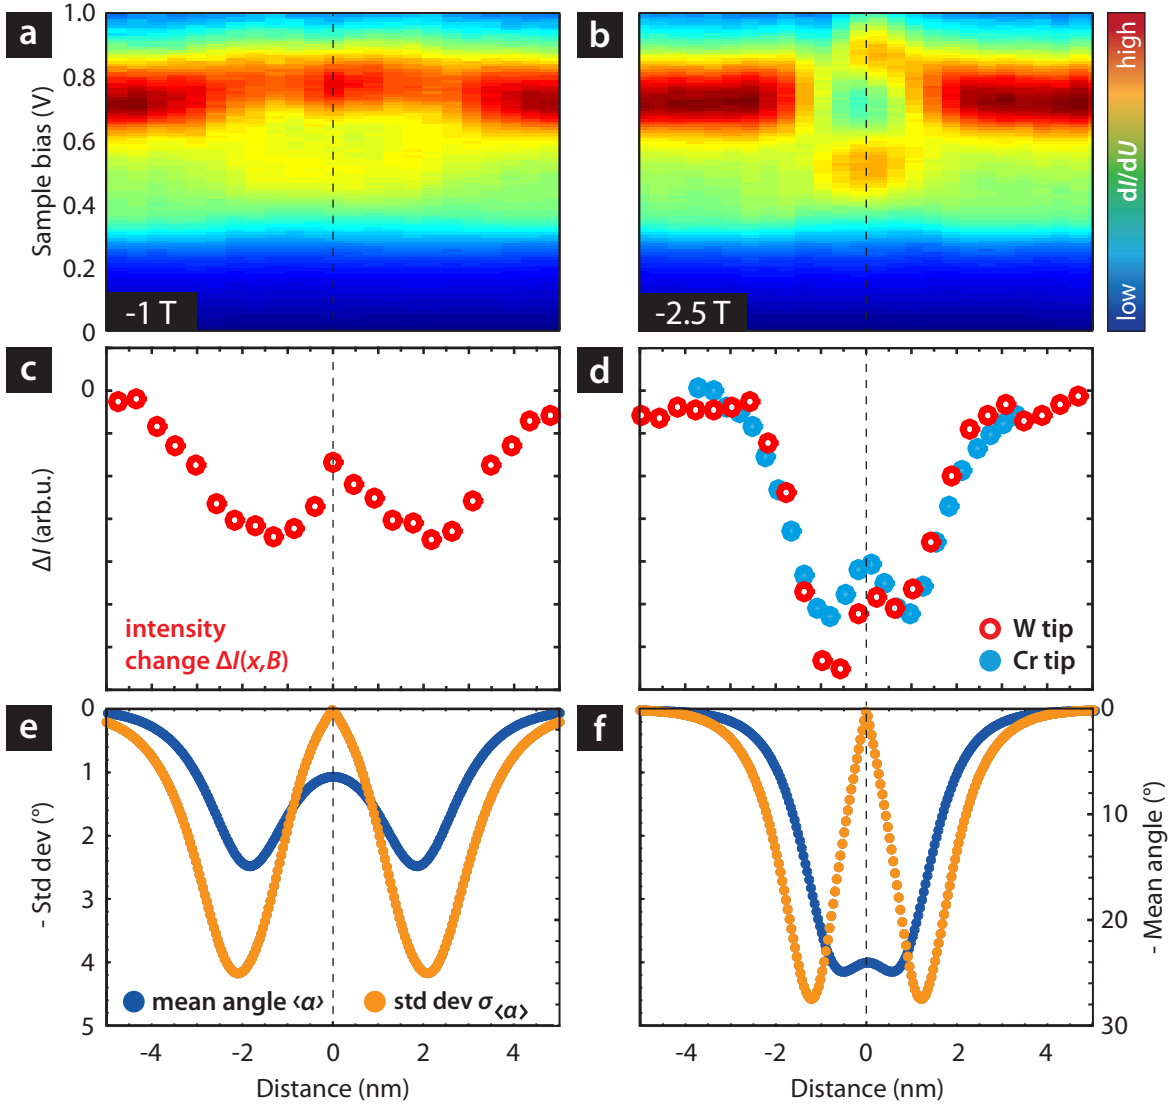 a
b
1.0
0.8
0.6
0.4
0.2
0
Sample bias (V)
-1 T
-2.5 T
high
dI/dU
low
c
d
0
ΔI (arb.u.)
intensity
change ΔI(x,B)
W tip
Cr tip
e
f
0
1
2
3
4
5
- Std dev (°)
mean angle ⟨α⟩
std dev σ⟨α⟩
0
10
20
30
- Mean angle (°)
-4 -2 0 2 4
-4 -2 0 2 4
Distance (nm)
Distance (nm)